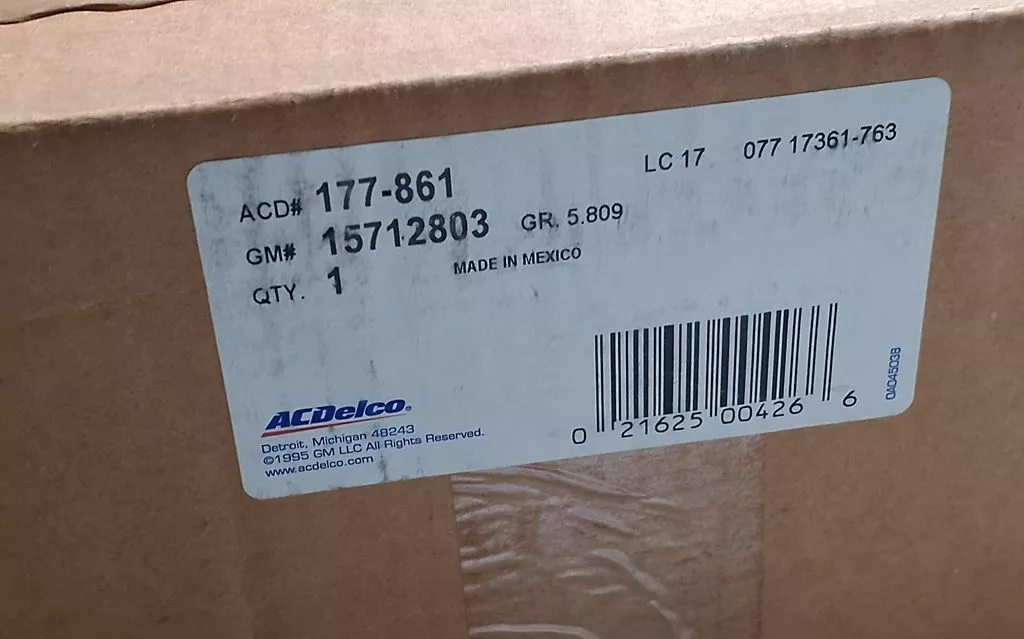 LC 17 077 17361-763
ACD# 177-861
GM# 15712803 GR. 5.809
QTY. 1 MADE IN MEXICO
ACDelco®
Detroit, Michigan 48243
©1995 GM LLC All Rights Reserved.
www.acdelco.com
0 21625 00426 6
0A045038